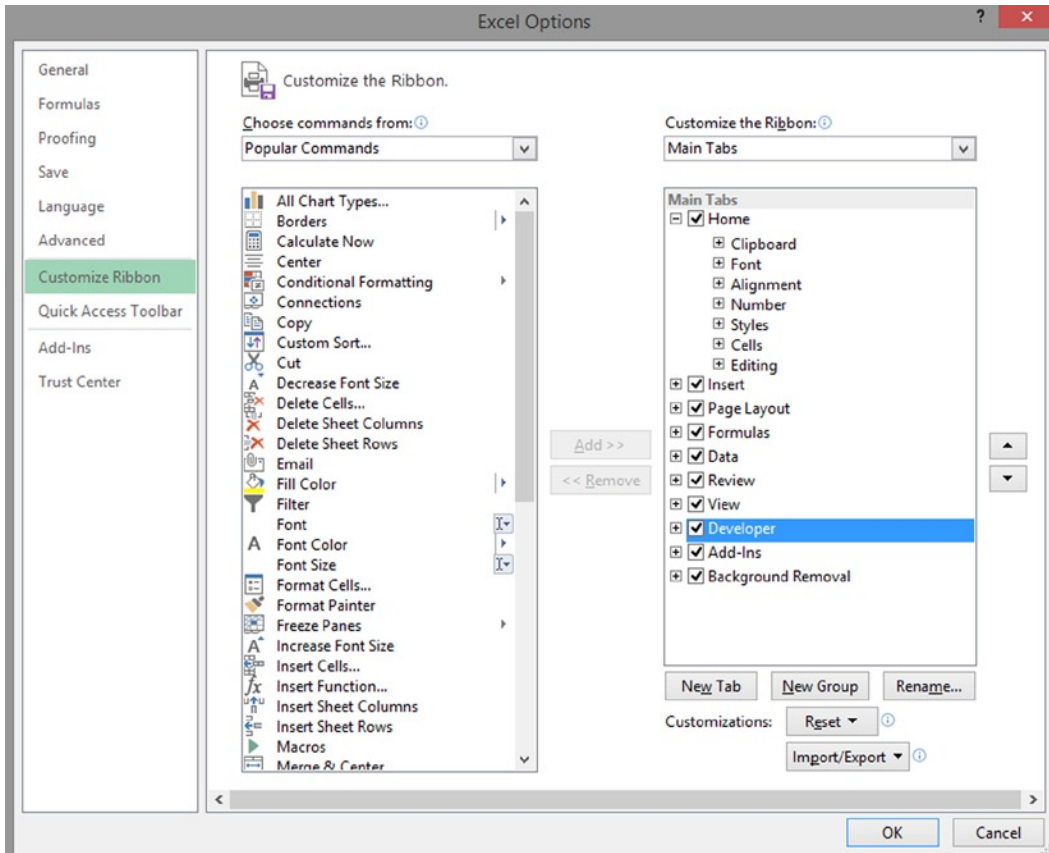 Excel Options
?
General
Formulas
Proofing
Save
Language
Advanced
Customize Ribbon
Quick Access Toolbar
Add-Ins
Trust Center
Customize the Ribbon.
Choose commands from:
Popular Commands
All Chart Types...
Borders
Calculate Now
Center
Conditional Formatting
Connections
Copy
Custom Sort...
Cut
Decrease Font Size
Delete Cells...
Delete Sheet Columns
Delete Sheet Rows
Email
Fill Color
Filter
Font
Font Color
Font Size
Format Cells...
Format Painter
Freeze Panes
Increase Font Size
Insert Cells...
Insert Function...
Insert Sheet Columns
Insert Sheet Rows
Macros
Merge & Center
Add >>
<< Remove
Customize the Ribbon:
Main Tabs
Main Tabs
Home
Clipboard
Font
Alignment
Number
Styles
Cells
Editing
Insert
Page Layout
Formulas
Data
Review
View
Developer
Add-Ins
Background Removal
New Tab New Group Rename...
Customizations: Reset
Import/Export
OK Cancel